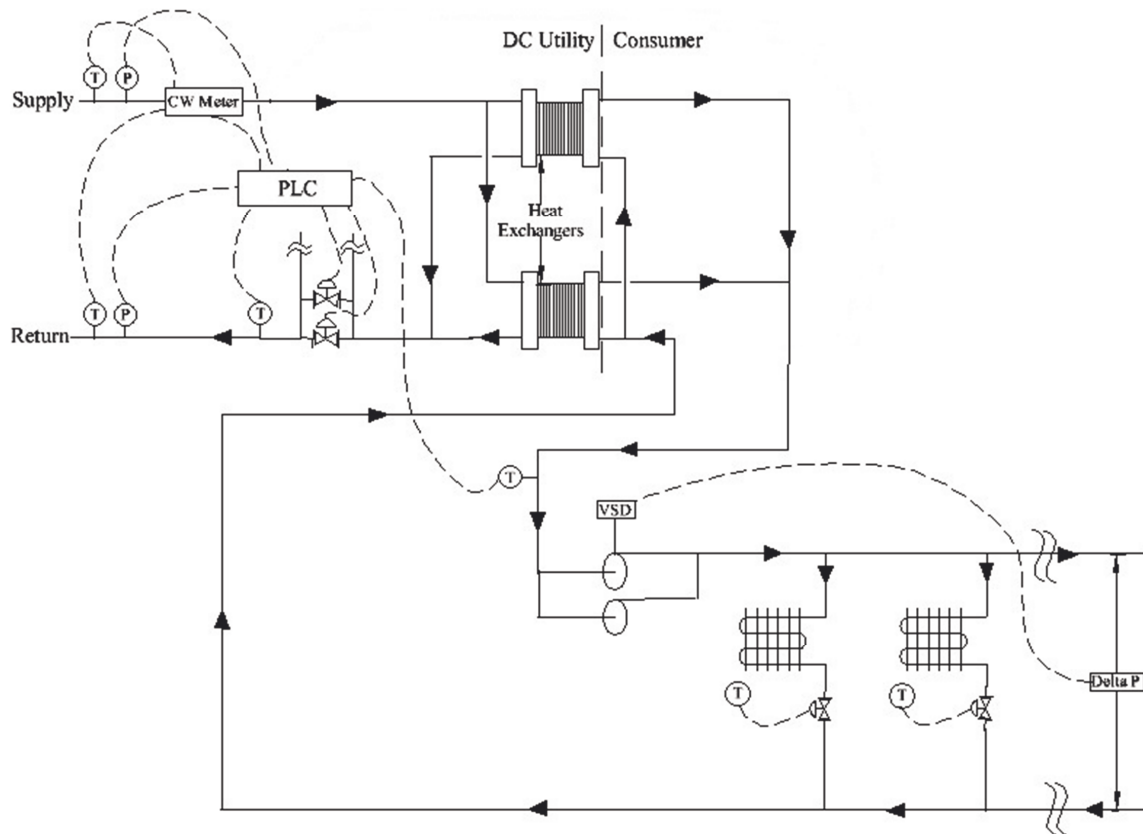 DC Utility Consumer
T P
Supply CW Meter
PLC
Heat
Exchangers
T P T
Return
T
VSD
T T Delta P